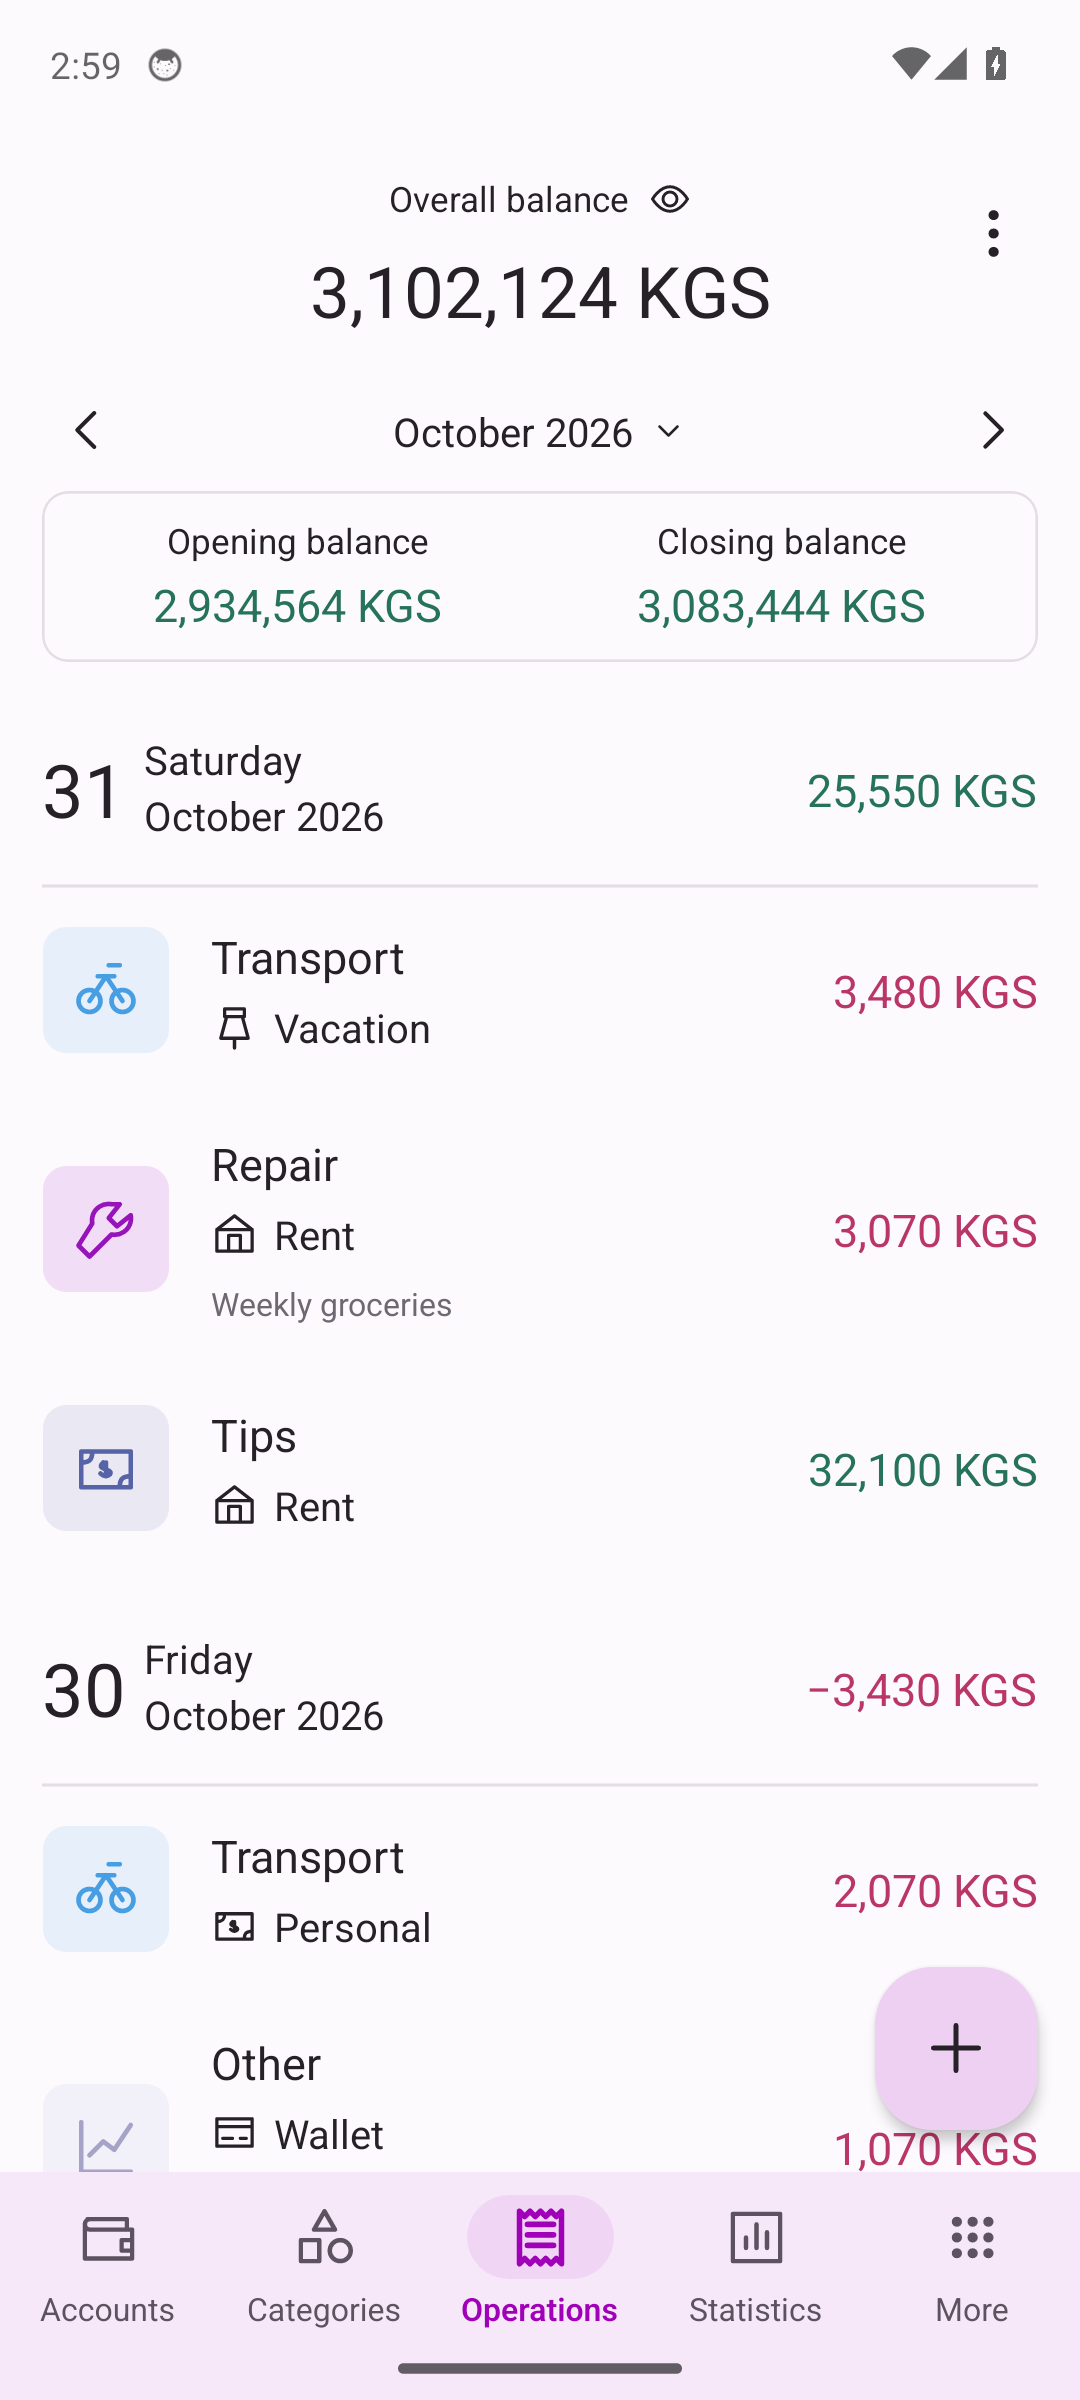 2:59
Overall balance
3,102,124 KGS
October 2026
Opening balance
Closing balance
2,934,564 KGS
3,083,444 KGS
31
Saturday
October 2026
25,550 KGS
Transport
Vacation
3,480 KGS
Repair
Rent
Weekly groceries
3,070 KGS
Tips
Rent
32,100 KGS
30
Friday
October 2026
−3,430 KGS
Transport
Personal
2,070 KGS
Other
Wallet
1,070 KGS
Accounts
Categories
Operations
Statistics
More